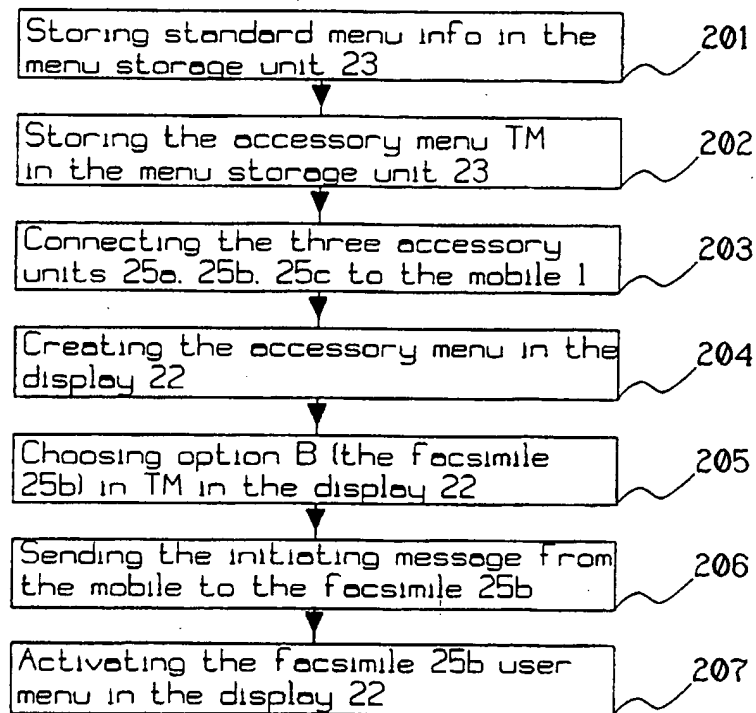 Storing standard menu info in the
menu storage unit 23
201
Storing the accessory menu TM
in the menu storage unit 23
202
Connecting the three accessory
units 25a. 25b. 25c to the mobile 1
203
Creating the accessory menu in the
display 22
204
Choosing option B (the facsimile
25b) in TM in the display 22
205
Sending the initiating message from
the mobile to the facsimile 25b
206
Activating the facsimile 25b user
menu in the display 22
207